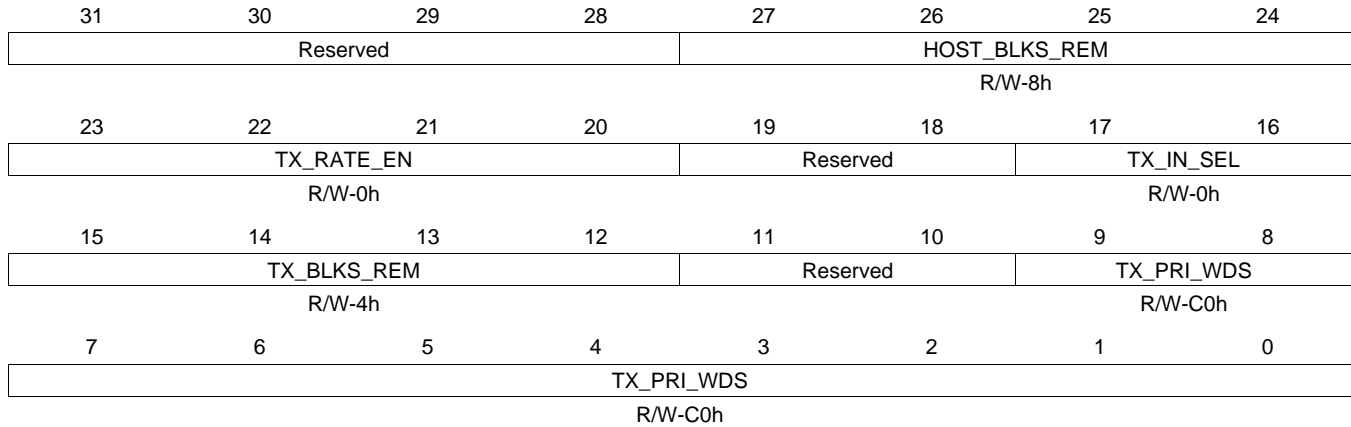 31 30 29 28 27 26 25 24
Reserved HOST_BLKS_REM
R/W-8h
23 22 21 20 19 18 17 16
TX_RATE_EN Reserved TX_IN_SEL
R/W-0h R/W-0h
15 14 13 12 11 10 9 8
TX_BLKS_REM Reserved TX_PRI_WDS
R/W-4h R/W-C0h
7 6 5 4 3 2 1 0
TX_PRI_WDS
R/W-C0h